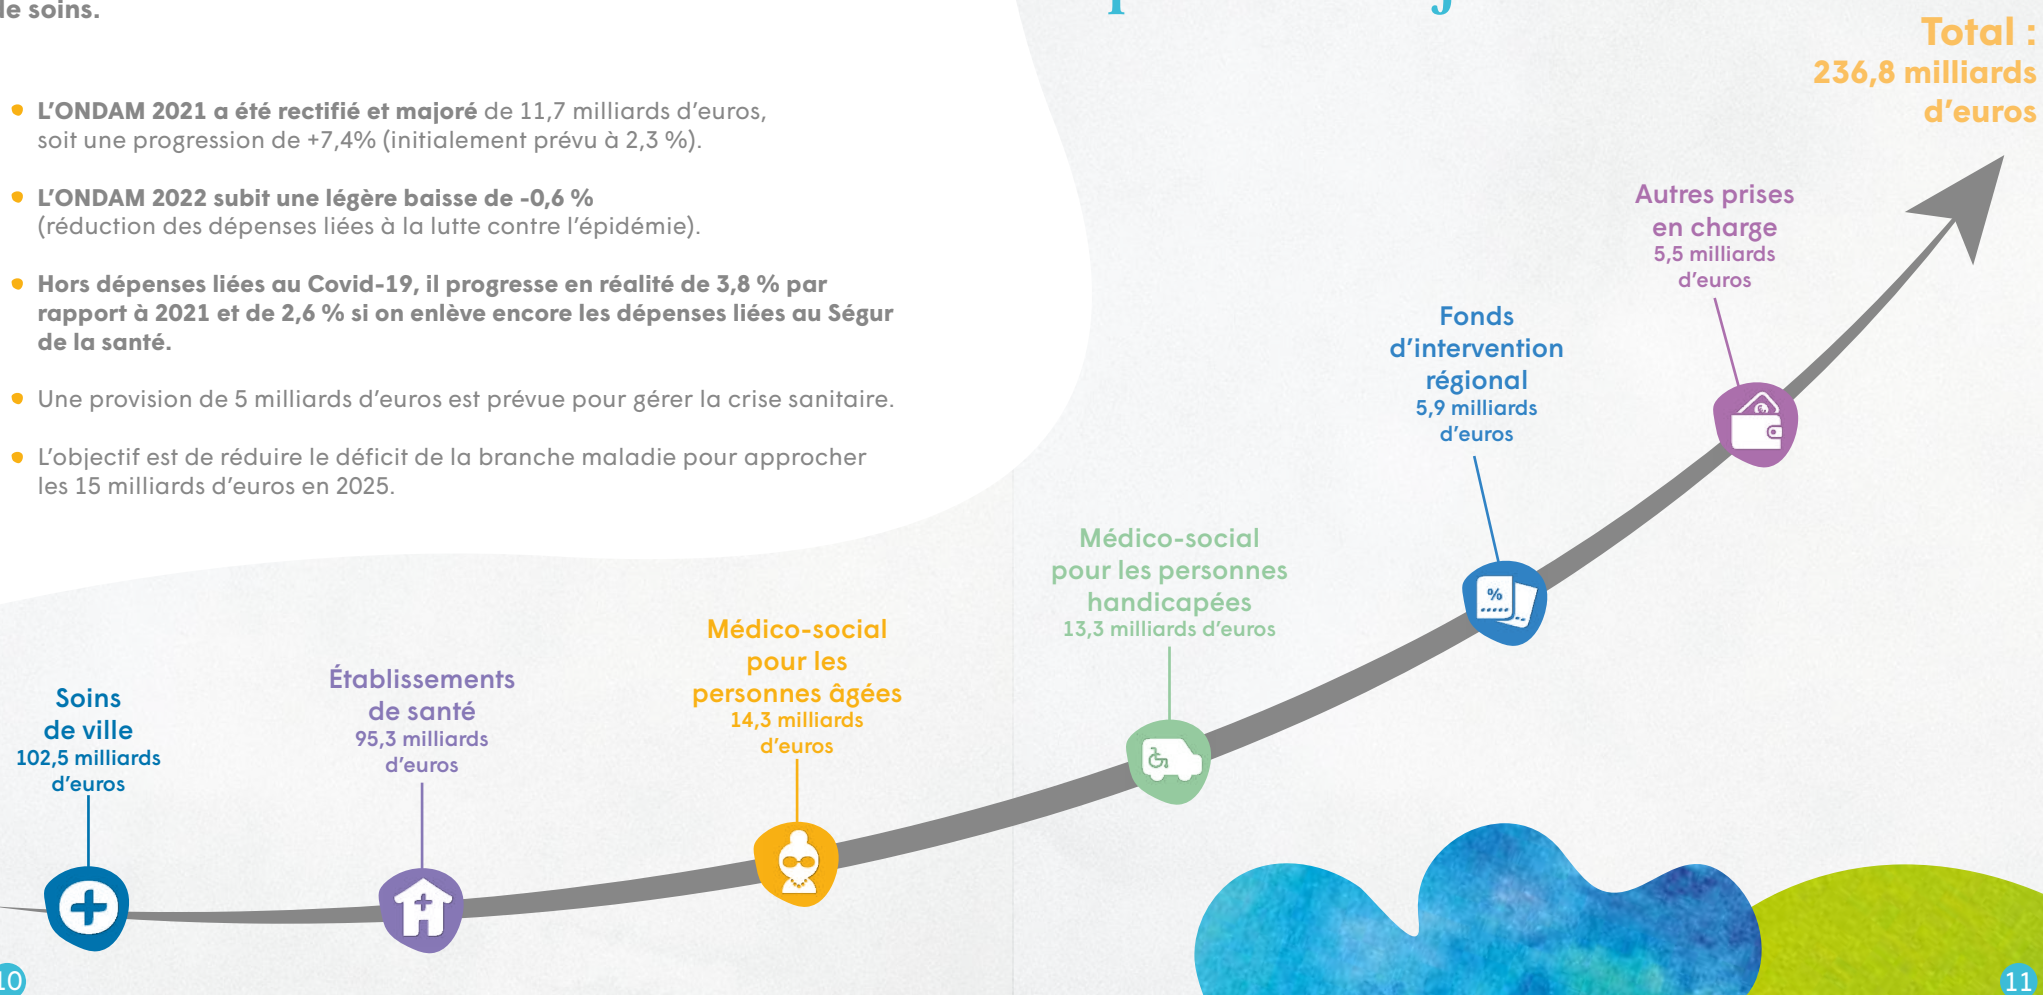 de soins.
L’ONDAM 2021 a été rectifié et majoré de 11,7 milliards d’euros,
soit une progression de +7,4% (initialement prévu à 2,3 %).
L’ONDAM 2022 subit une légère baisse de -0,6 %
(réduction des dépenses liées à la lutte contre l’épidémie).
Hors dépenses liées au Covid-19, il progresse en réalité de 3,8 % par
rapport à 2021 et de 2,6 % si on enlève encore les dépenses liées au Ségur
de la santé.
Une provision de 5 milliards d’euros est prévue pour gérer la crise sanitaire.
L’objectif est de réduire le déficit de la branche maladie pour approcher
les 15 milliards d’euros en 2025.
Soins
de ville
102,5 milliards
d’euros
Établissements
de santé
95,3 milliards
d’euros
Médico-social
pour les
personnes âgées
14,3 milliards
d’euros
Médico-social
pour les personnes
handicapées
13,3 milliards d’euros
Fonds
d’intervention
régional
5,9 milliards
d’euros
%
Autres prises
en charge
5,5 milliards
d’euros
Total :
236,8 milliards
d’euros
10
11